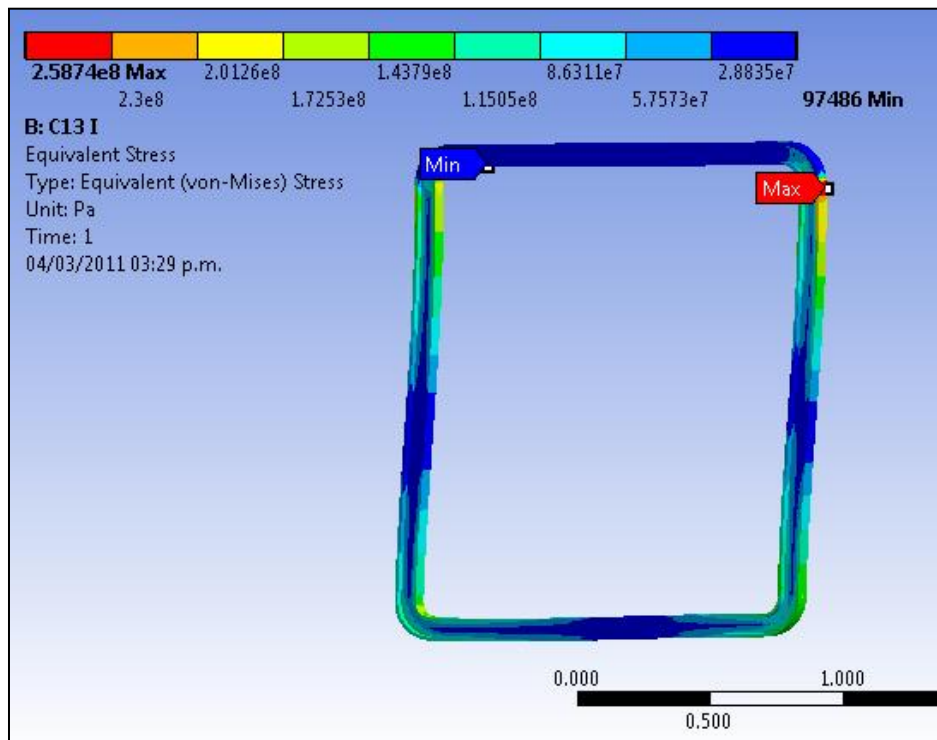 2.5874e8 Max 2.0126e8 1.4379e8 8.6311e7 2.8835e7
2.3e8 1.7253e8 1.1505e8 5.7573e7 97486 Min
B: C13 I
Equivalent Stress
Type: Equivalent (von-Mises) Stress
Unit: Pa
Time: 1
04/03/2011 03:29 p.m.
Min
Max
0.000 1.000
0.500